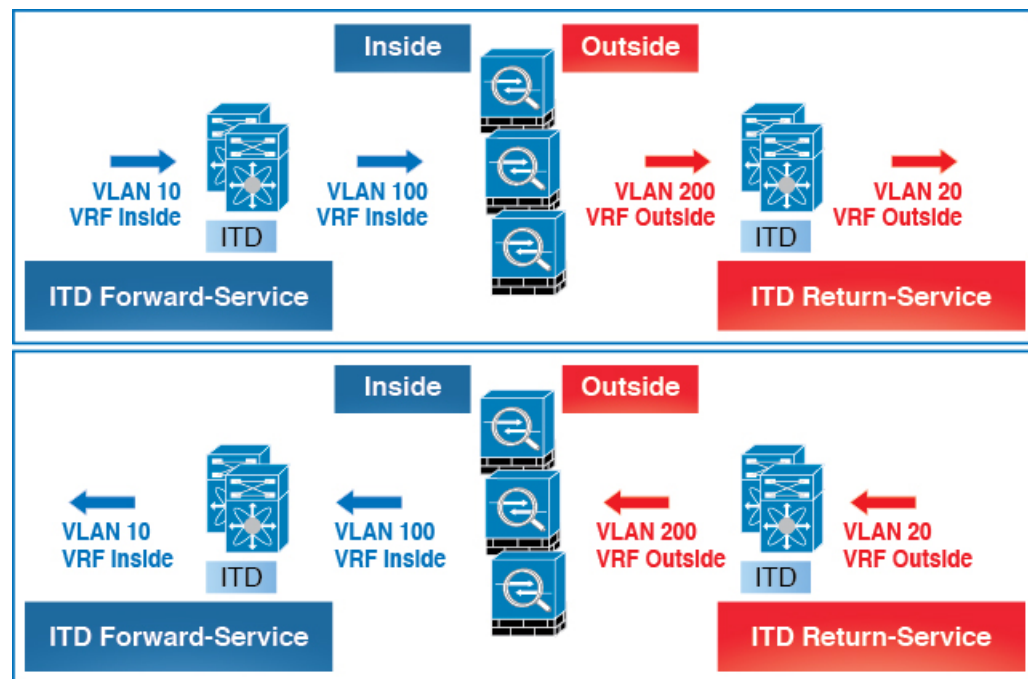 Inside
Outside
VLAN 10
VRF Inside
VLAN 100
VRF Inside
VLAN 200
VRF Outside
VLAN 20
VRF Outside
ITD
ITD
ITD Forward-Service
ITD Return-Service
Inside
Outside
VLAN 10
VRF Inside
VLAN 100
VRF Inside
VLAN 200
VRF Outside
VLAN 20
VRF Outside
ITD
ITD
ITD Forward-Service
ITD Return-Service